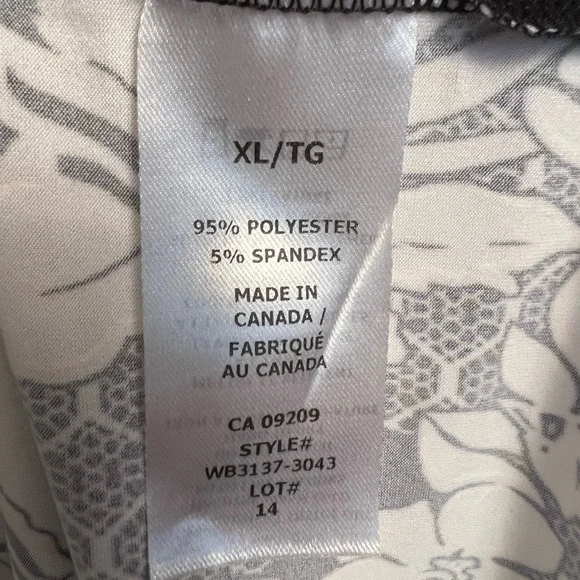 XL/TG
95% POLYESTER
5% SPANDEX
MADE IN
CANADA /
FABRIQUÉ
AU CANADA
CA 09209
STYLE#
WB3137-3043
LOT#
14